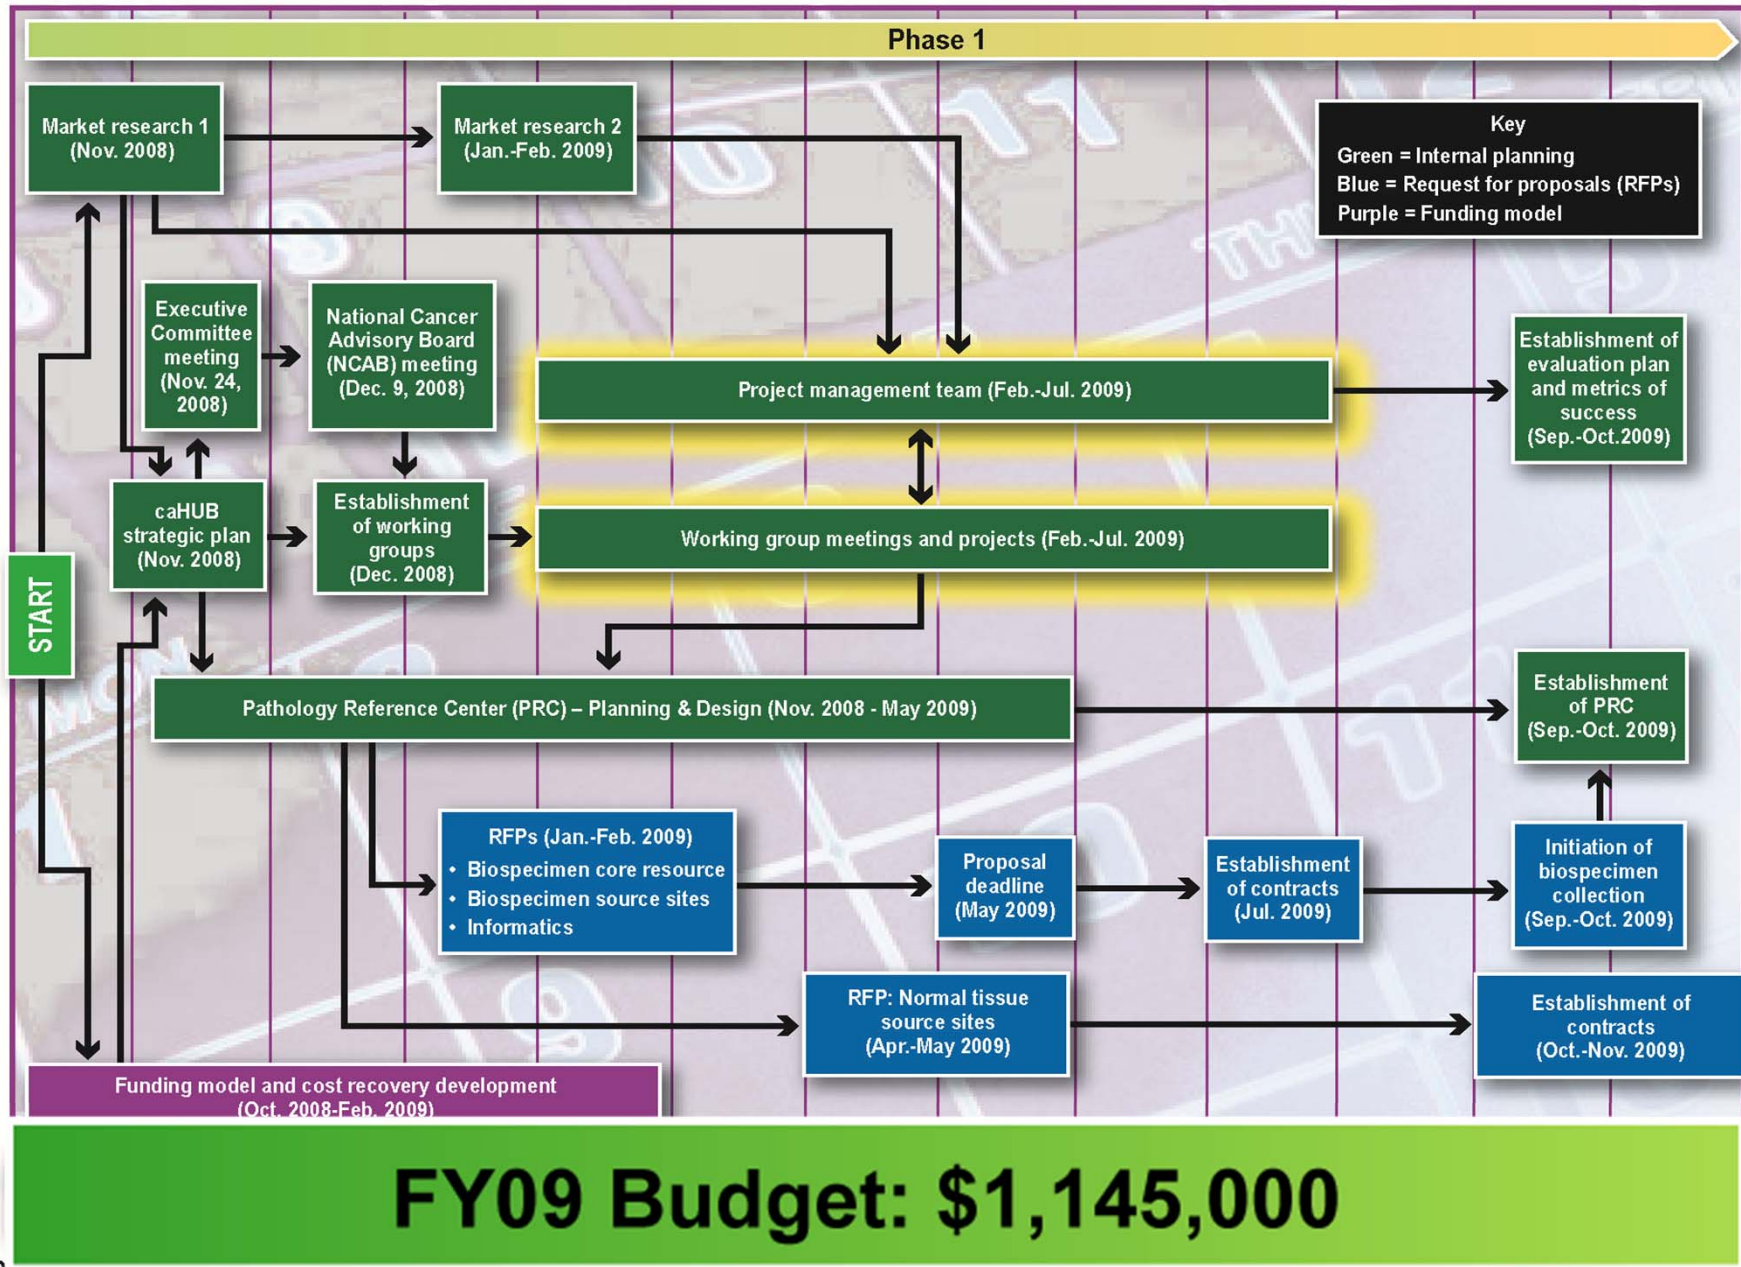 Phase 1
Market research 1
(Nov. 2008)
Market research 2
(Jan.-Feb. 2009)
Key
Green = Internal planning
Blue = Request for proposals (RFPs)
Purple = Funding model
Executive
Committee
meeting
(Nov. 24,
2008)
National Cancer
Advisory Board
(NCAB) meeting
(Dec. 9, 2008)
Project management team (Feb.-Jul. 2009)
Establishment of
evaluation plan
and metrics of
success
(Sep.-Oct.2009)
caHUB
strategic plan
(Nov. 2008)
Establishment
of working
groups
(Dec. 2008)
Working group meetings and projects (Feb.-Jul. 2009)
START
Pathology Reference Center (PRC) – Planning & Design (Nov. 2008 - May 2009)
Establishment
of PRC
(Sep.-Oct. 2009)
RFPs (Jan.-Feb. 2009)
• Biospecimen core resource
• Biospecimen source sites
• Informatics
Proposal
deadline
(May 2009)
Establishment
of contracts
(Jul. 2009)
Initiation of
biospecimen
collection
(Sep.-Oct. 2009)
RFP: Normal tissue
source sites
(Apr.-May 2009)
Establishment of
contracts
(Oct.-Nov. 2009)
Funding model and cost recovery development
(Oct. 2008-Feb. 2009)
FY09 Budget: $1,145,000
MON
10
11
9
9